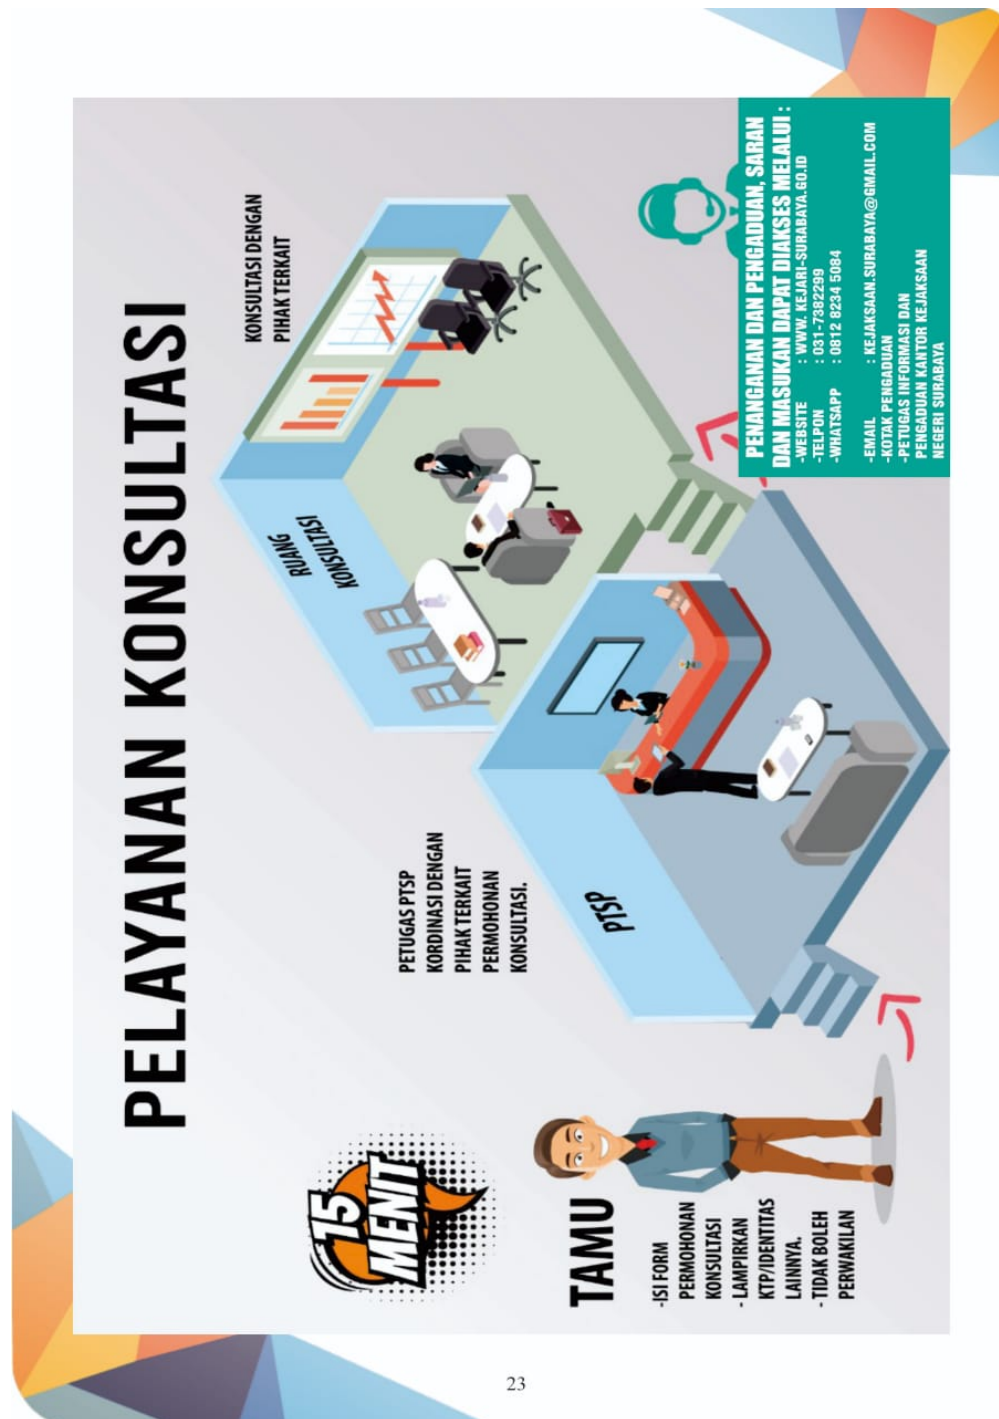 PELAYANAN KONSULTASI
15
MENIT
TAMU
-ISI FORM
PERMOHONAN
KONSULTASI
- LAMPIRKAN
KTP/IDENTITAS
LAINNYA.
- TIDAK BOLEH
PERWAKILAN
PETUGAS PTSP
KORDINASI DENGAN
PIHAK TERKAIT
PERMOHONAN
KONSULTASI.
PTSP
KONSULTASI DENGAN
PIHAK TERKAIT
RUANG
KONSULTASI
PENANGANAN DAN PENGADUAN, SARAN
DAN MASUKAN DAPAT DIAKSES MELALUI :
-WEBSITE : WWW. KEJARI-SURABAYA.GO.ID
-TELPON : 031-7382299
-WHATSAPP : 0812 8234 5084
-EMAIL : KEJAKSAAN.SURABAYA@GMAIL.COM
-KOTAK PENGADUAN
-PETUGAS INFORMASI DAN
PENGADUAN KANTOR KEJAKSAAN
NEGERI SURABAYA
23